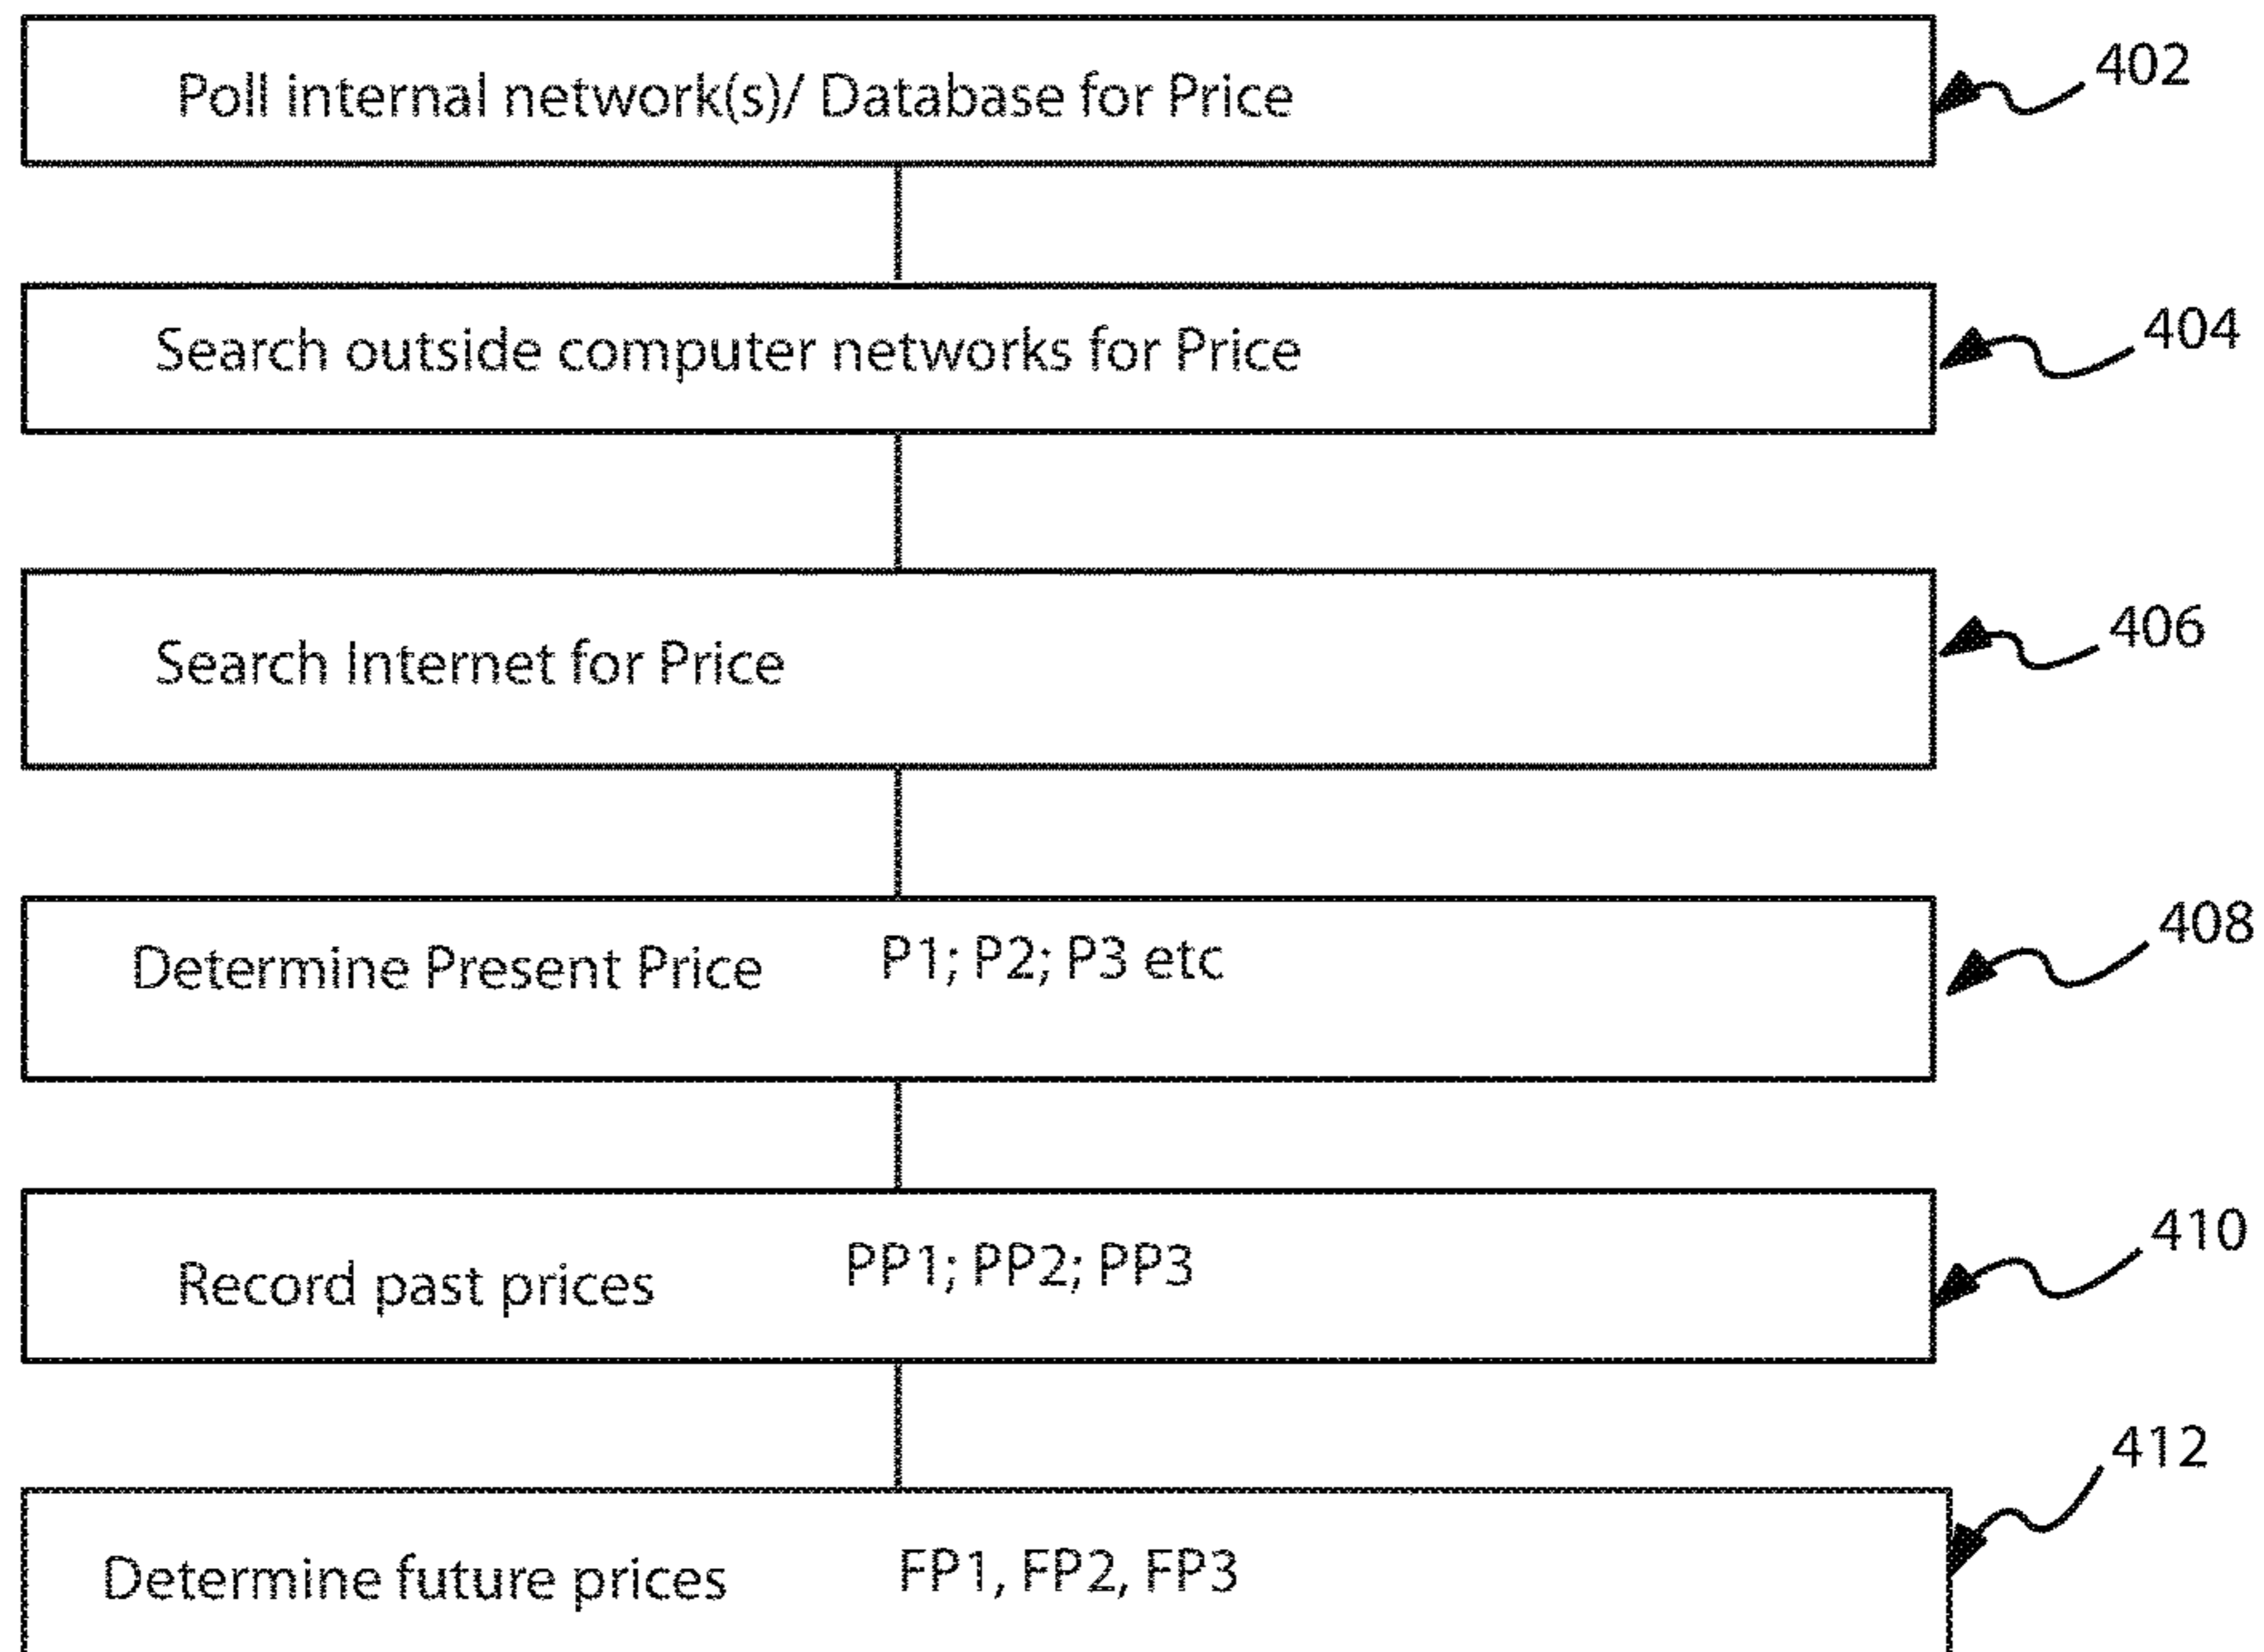 Poll internal network(s)/ Database for Price
402
Search outside computer networks for Price
404
Search Internet for Price
406
Determine Present Price P1; P2; P3 etc
408
Record past prices PP1; PP2; PP3
410
412
Determine future prices FP1, FP2, FP3